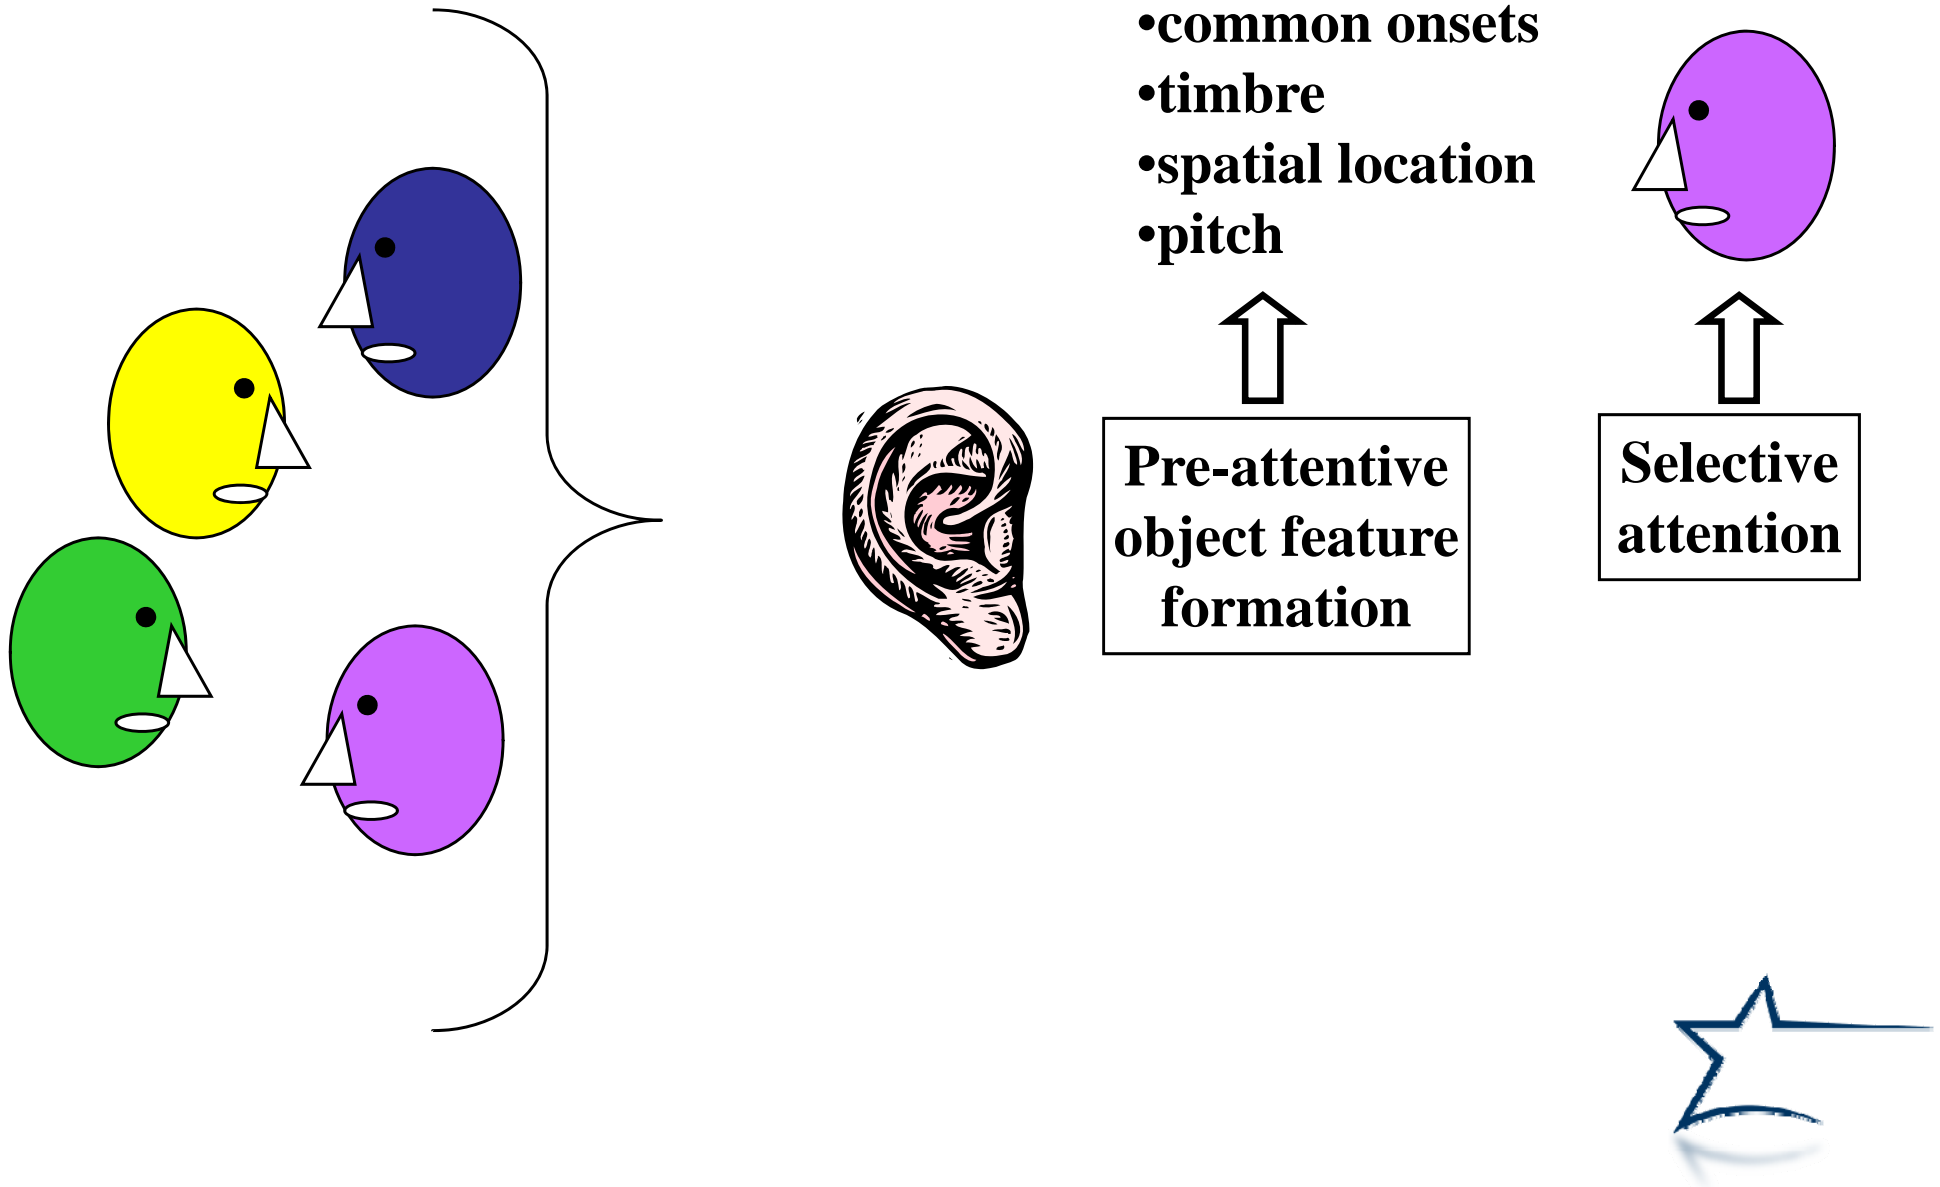 •common onsets
•timbre
•spatial location
•pitch
Pre-attentive
object feature
formation
Selective
attention